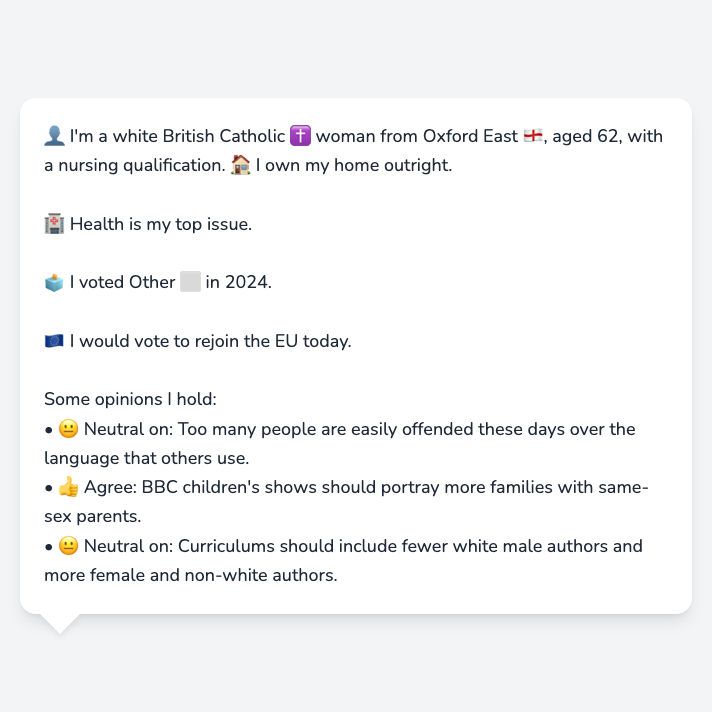 👤 I'm a white British Catholic ✝️ woman from Oxford East 🏴󠁧󠁢󠁥󠁮󠁧󠁿, aged 62, with
a nursing qualification. 🏠 I own my home outright.
🏥 Health is my top issue.
🗳️ I voted Other ⬜ in 2024.
🇪🇺 I would vote to rejoin the EU today.
Some opinions I hold:
• 😐 Neutral on: Too many people are easily offended these days over the
language that others use.
• 👍 Agree: BBC children's shows should portray more families with same-
sex parents.
• 😐 Neutral on: Curriculums should include fewer white male authors and
more female and non-white authors.